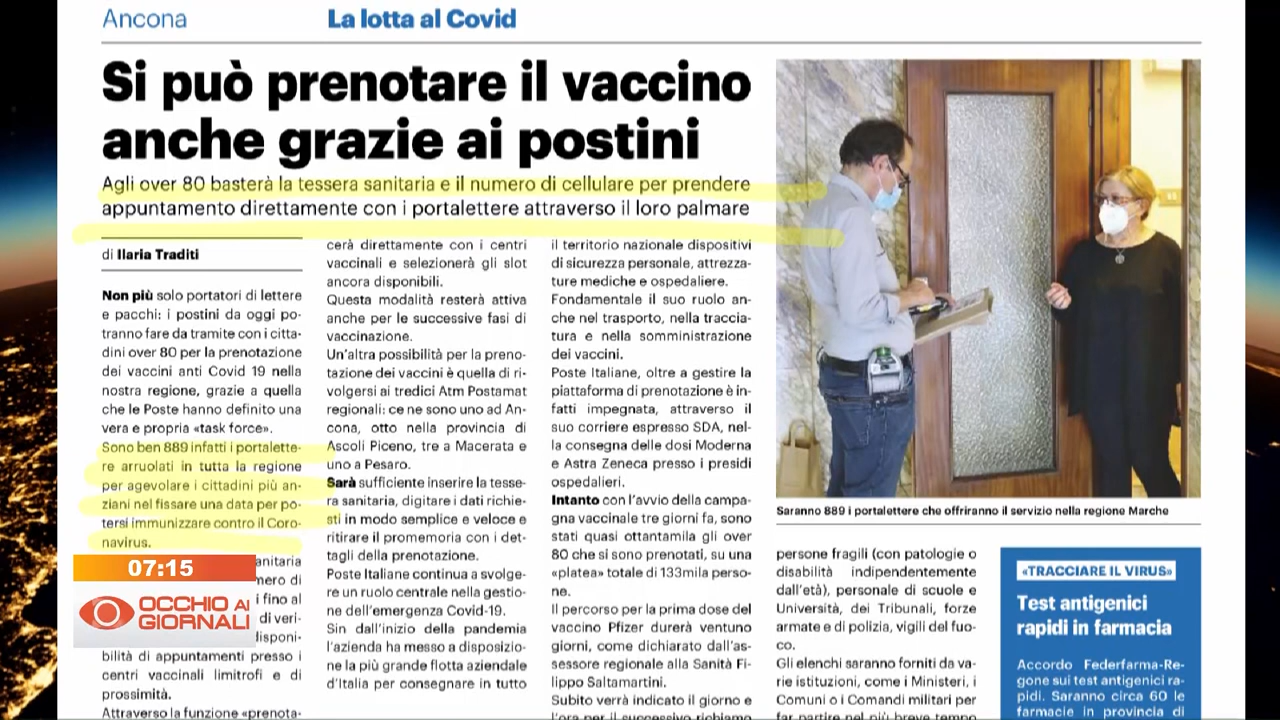 Ancona
La lotta al Covid
Si può prenotare il vaccino
anche grazie ai postini
Agli over 80 basterà la tessera sanitaria e il numero di cellulare per prendere
appuntamento direttamente con i portalettere attraverso il loro palmare
di Ilaria Traditi
Non più solo portatori di lettere
e pacchi: i postini da oggi po-
tranno fare da tramite con i citta-
dini over 80 per la prenotazione
dei vaccini anti Covid 19 nella
nostra regione, grazie a quella
che le Poste hanno definito una
vera e propria «task force».
Sono ben 889 infatti i portalette-
re arruolati in tutta la regione
per agevolare i cittadini più an-
ziani nel fissare una data per po-
tersi immunizzare contro il Coro-
navirus.
anitaria
mero di
i fino al
di veri-
disponi-
bilità di appuntamenti presso i
centri vaccinali limitrofi e di
prossimità.
Attraverso la funzione «prenota-
cerà direttamente con i centri
vaccinali e selezionerà gli slot
ancora disponibili.
Questa modalità resterà attiva
anche per le successive fasi di
vaccinazione.
Un'altra possibilità per la preno-
tazione dei vaccini è quella di ri-
volgersi ai tredici Atm Postamat
regionali: ce ne sono uno ad An-
cona, otto nella provincia di
Ascoli Piceno, tre a Macerata e
uno a Pesaro.
Sarà sufficiente inserire la tesse-
ra sanitaria, digitare i dati richie-
sti in modo semplice e veloce e
ritirare il promemoria con i det-
tagli della prenotazione.
Poste Italiane continua a svolge-
re un ruolo centrale nella gestio-
ne dell'emergenza Covid-19.
Sin dall'inizio della pandemia
l'azienda ha messo a disposizio-
ne la più grande flotta aziendale
d'Italia per consegnare in tutto
il territorio nazionale dispositivi
di sicurezza personale, attrezza-
ture mediche e ospedaliere.
Fondamentale il suo ruolo an-
che nel trasporto, nella traccia-
tura e nella somministrazione
dei vaccini.
Poste Italiane, oltre a gestire la
piattaforma di prenotazione è in-
fatti impegnata, attraverso il
suo corriere espresso SDA, nel-
la consegna delle dosi Moderna
e Astra Zeneca presso i presidi
ospedalieri.
Intanto con l'avvio della campa-
gna vaccinale tre giorni fa, sono
stati quasi ottantamila gli over
80 che si sono prenotati, su una
«platea» totale di 133mila perso-
ne.
Il percorso per la prima dose del
vaccino Pfizer durerà ventuno
giorni, come dichiarato dall'as-
sessore regionale alla Sanità Fi-
lippo Saltamartini.
Subito verrà indicato il giorno e
l'ora per il successivo richiamo
Saranno 889 i portalettere che offriranno il servizio nella regione Marche
persone fragili (con patologie o
disabilità indipendentemente
dall'età), personale di scuole e
Università, dei Tribunali, forze
armate e di polizia, vigili del fuo-
co.
Gli elenchi saranno forniti da va-
rie istituzioni, come i Ministeri, i
Comuni o i Comandi militari per
far partire nel più breve tempo
«TRACCIARE IL VIRUS»
Test antigenici
rapidi in farmacia
Accordo Federfarma-Re-
gone sui test antigenici ra-
pidi. Saranno circa 60 le
farmacie in provincia di
07:15
OCCHIO AI
GIORNALI